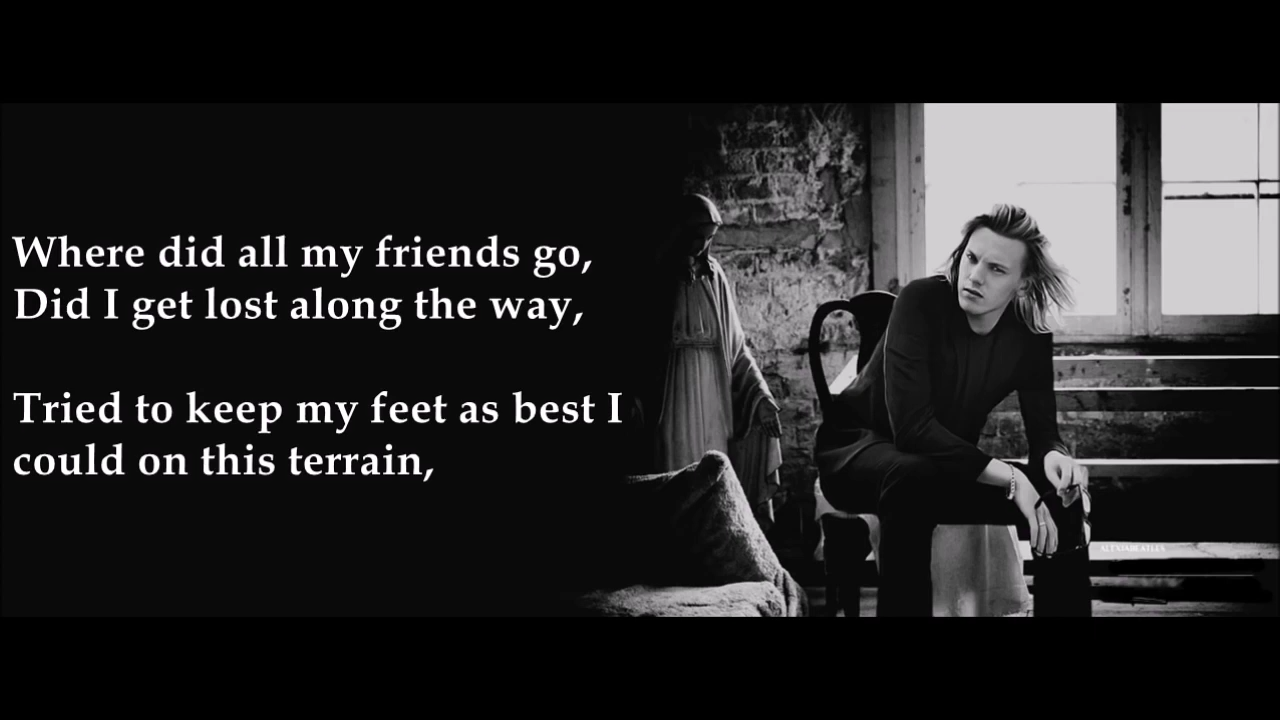 Where did all my friends go,
Did I get lost along the way,
Tried to keep my feet as best I
could on this terrain,
ALEXIABEATLES